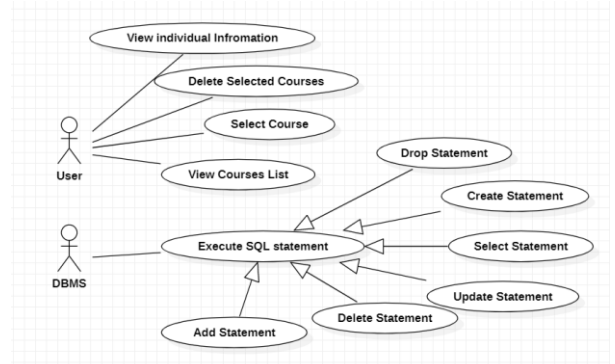 View individual Infromation
Delete Selected Courses
Select Course
Drop Statement
View Courses List
User
Create Statement
Execute SQL statement
Select Statement
DBMS
Update Statement
Delete Statement
Add Statement